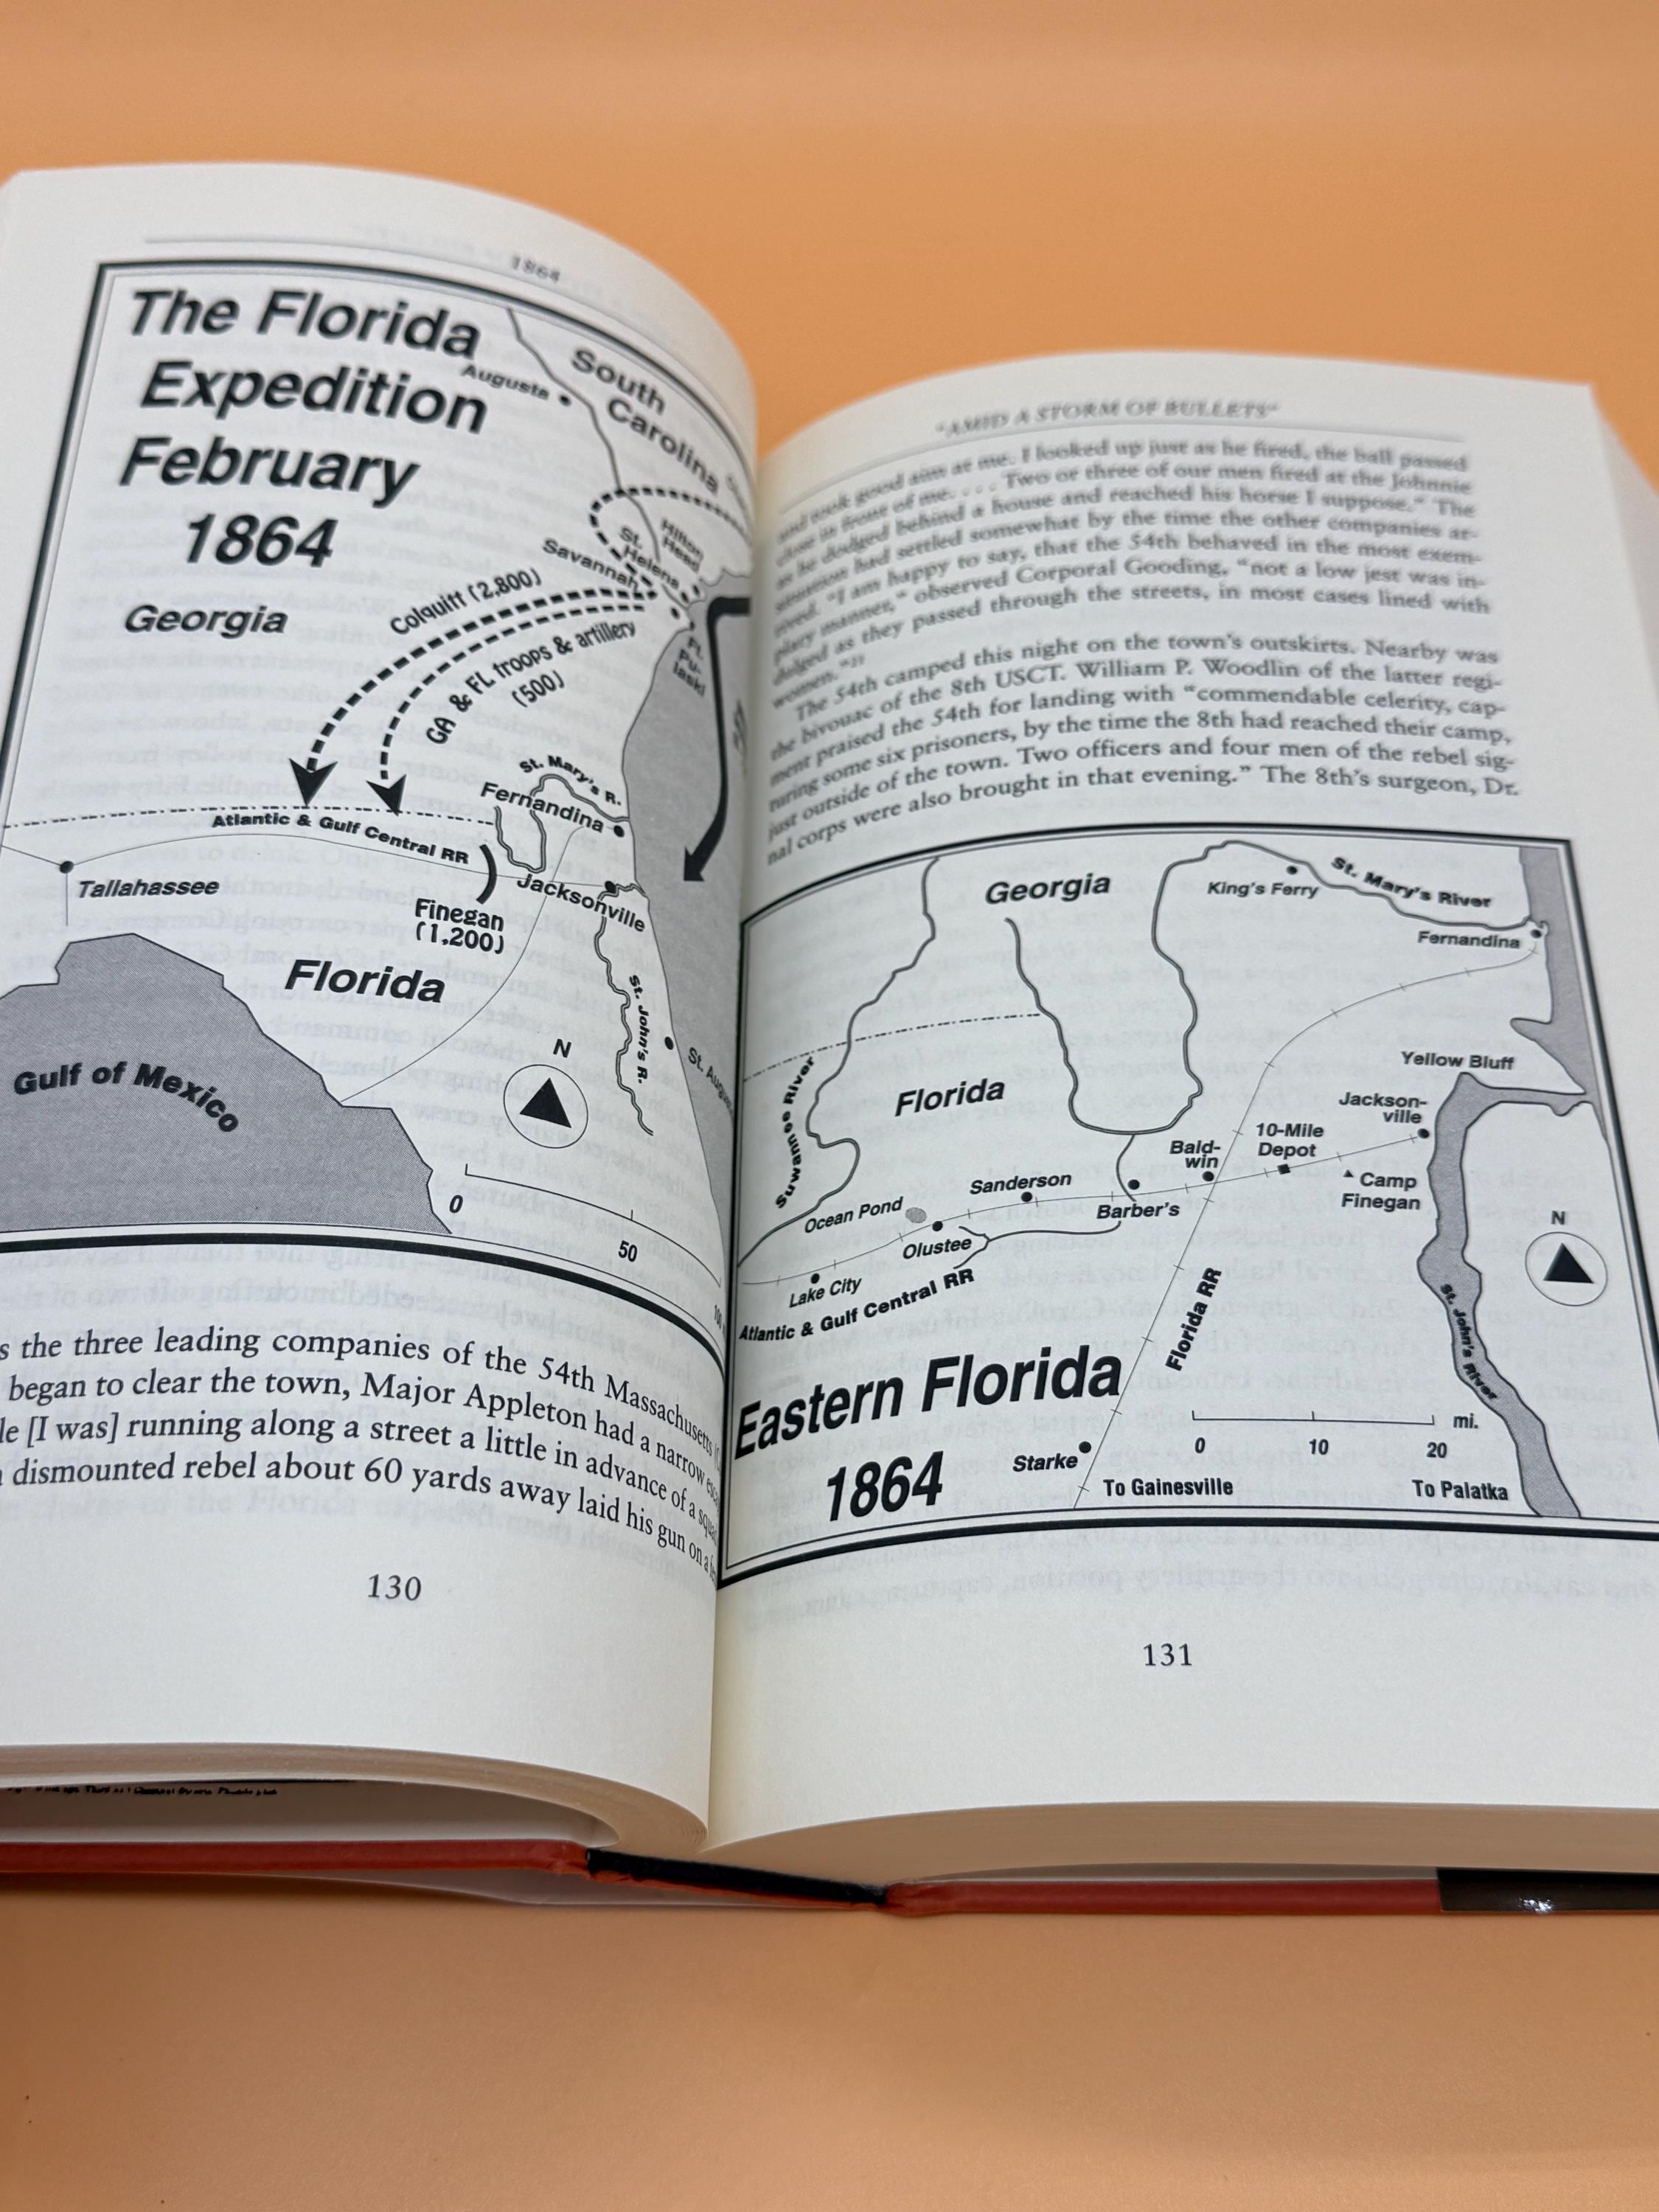 1864
The Florida
Expedition
February
1864
Augusta
South
Carolina
Hilton
Head
St.
Helena
Savannah
Colquitt (2,800)
Georgia
GA & FL troops & artillery
(500)
Ft.
Pu-
laski
St. Mary's R.
Fernandina
Atlantic & Gulf Central RR
Tallahassee
Jacksonville
Finegan
(1,200)
Florida
St. John's R.
Gulf of Mexico
N
0
50
100
s the three leading companies of the 54th Massachusetts
began to clear the town, Major Appleton had a narrow
le [I was] running along a street a little in advance of a
dismounted rebel about 60 yards away laid his gun on a
130
"AMID A STORM OF BULLETS"
and took good aim at me. I looked up just as he fired, the ball passed
close in front of me. . . . Two or three of our men fired at the Johnnie
as he dodged behind a house and reached his horse I suppose." The
situation had settled somewhat by the time the other companies ar-
rived. "I am happy to say, that the 54th behaved in the most exem-
plary manner," observed Corporal Gooding, "not a low jest was in-
dulged as they passed through the streets, in most cases lined with
women."
The 54th camped this night on the town's outskirts. Nearby was
the bivouac of the 8th USCT. William P. Woodlin of the latter regi-
ment praised the 54th for landing with "commendable celerity, cap-
turing some six prisoners, by the time the 8th had reached their camp,
just outside of the town. Two officers and four men of the rebel sig-
nal corps were also brought in that evening." The 8th's surgeon, Dr.
Georgia
King's Ferry
St. Mary's River
Fernandina
Yellow Bluff
Suwannee River
Florida
Jackson-
ville
10-Mile
Depot
Bald-
win
Camp
Finegan
Sanderson
Barber's
Ocean Pond
Olustee
Lake City
Atlantic & Gulf Central RR
N
Florida RR
St. John's River
Eastern Florida
1864
mi.
0
10
20
Starke
To Gainesville
To Palatka
131